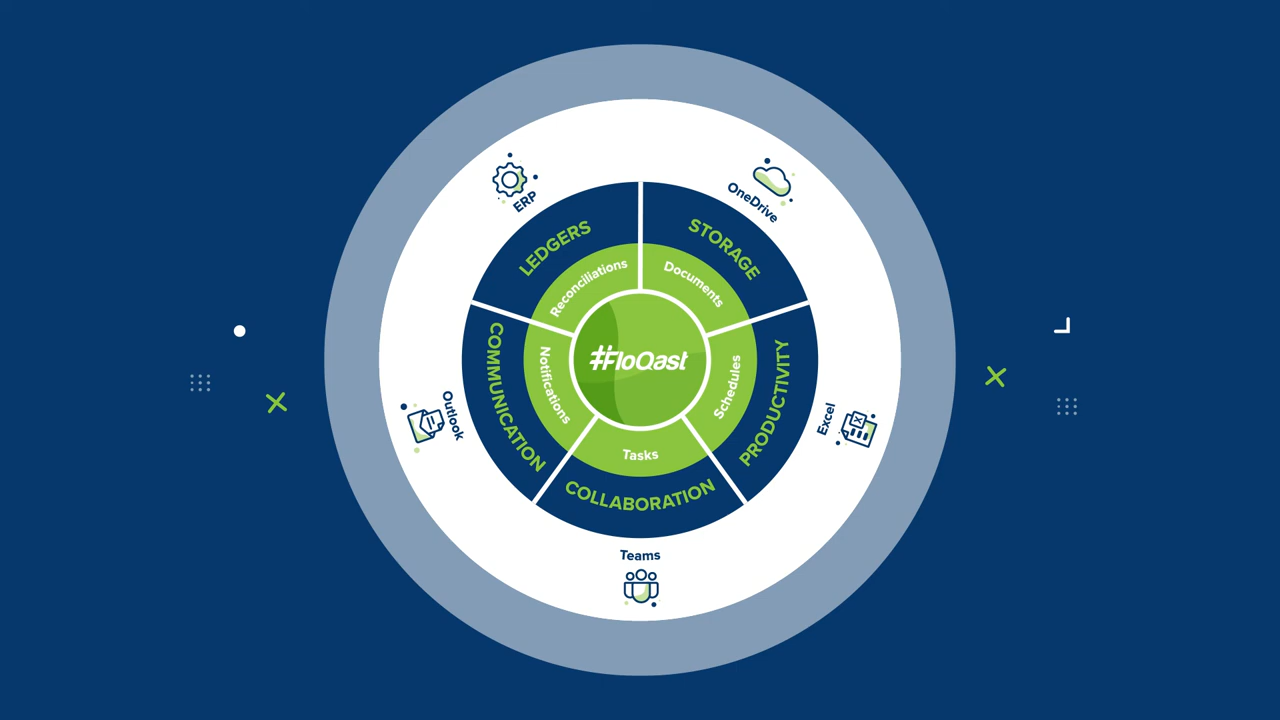 ERP
OneDrive
LEDGERS
STORAGE
Reconciliations
Documents
#FloQast
COMMUNICATION
Notifications
Schedules
PRODUCTIVITY
Outlook
Excel
Tasks
COLLABORATION
Teams